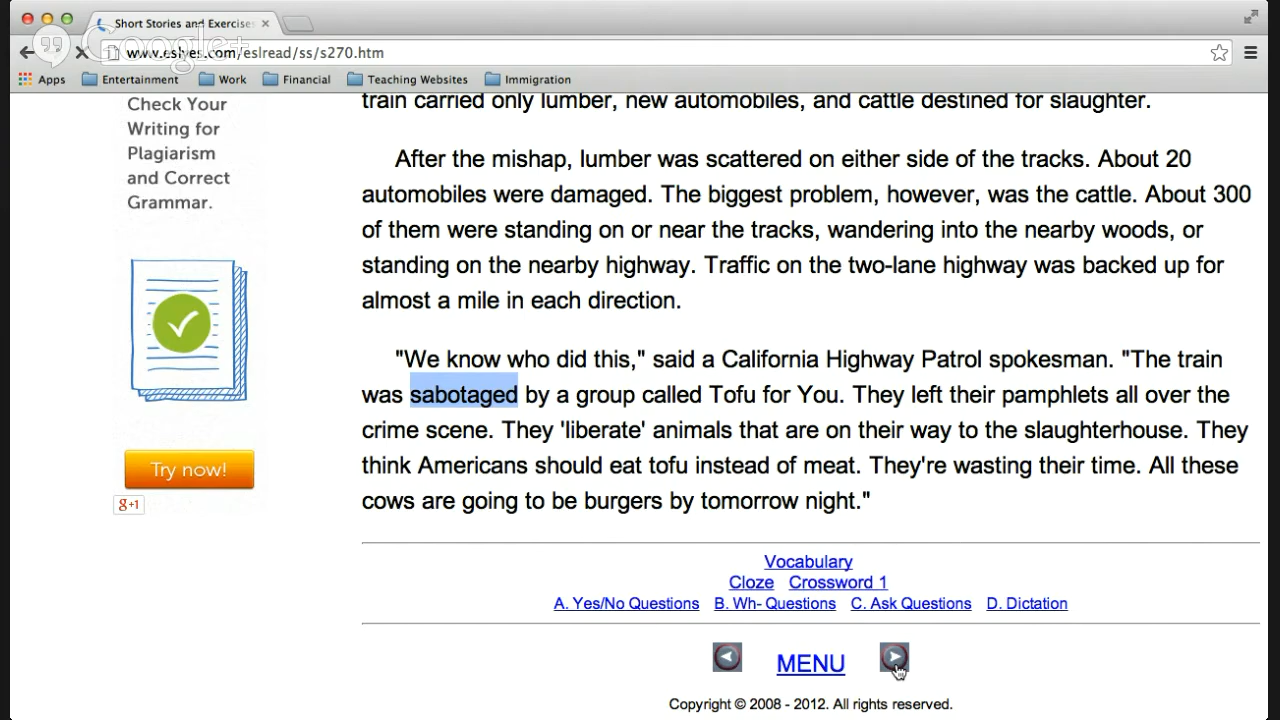 Short Stories and Exercises
Google+
www.eslyes.com/eslread/ss/s270.htm
Apps Entertainment Work Financial Teaching Websites Immigration
Check Your
Writing for
Plagiarism
and Correct
Grammar.
Try now!
g+1
train carried only lumber, new automobiles, and cattle destined for slaughter.
After the mishap, lumber was scattered on either side of the tracks. About 20
automobiles were damaged. The biggest problem, however, was the cattle. About 300
of them were standing on or near the tracks, wandering into the nearby woods, or
standing on the nearby highway. Traffic on the two-lane highway was backed up for
almost a mile in each direction.
"We know who did this," said a California Highway Patrol spokesman. "The train
was sabotaged by a group called Tofu for You. They left their pamphlets all over the
crime scene. They 'liberate' animals that are on their way to the slaughterhouse. They
think Americans should eat tofu instead of meat. They're wasting their time. All these
cows are going to be burgers by tomorrow night."
Vocabulary
Cloze Crossword 1
A. Yes/No Questions B. Wh- Questions C. Ask Questions D. Dictation
MENU
Copyright © 2008 - 2012. All rights reserved.